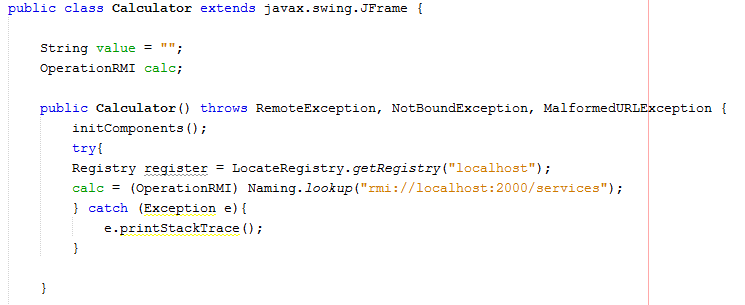 public class Calculator extends javax.swing.JFrame {
String value = "";
OperationRMI calc;
public Calculator() throws RemoteException, NotBoundException, MalformedURLException {
initComponents();
try{
Registry register = LocateRegistry.getRegistry("localhost");
calc = (OperationRMI) Naming.lookup("rmi://localhost:2000/services");
} catch (Exception e){
e.printStackTrace();
}
}